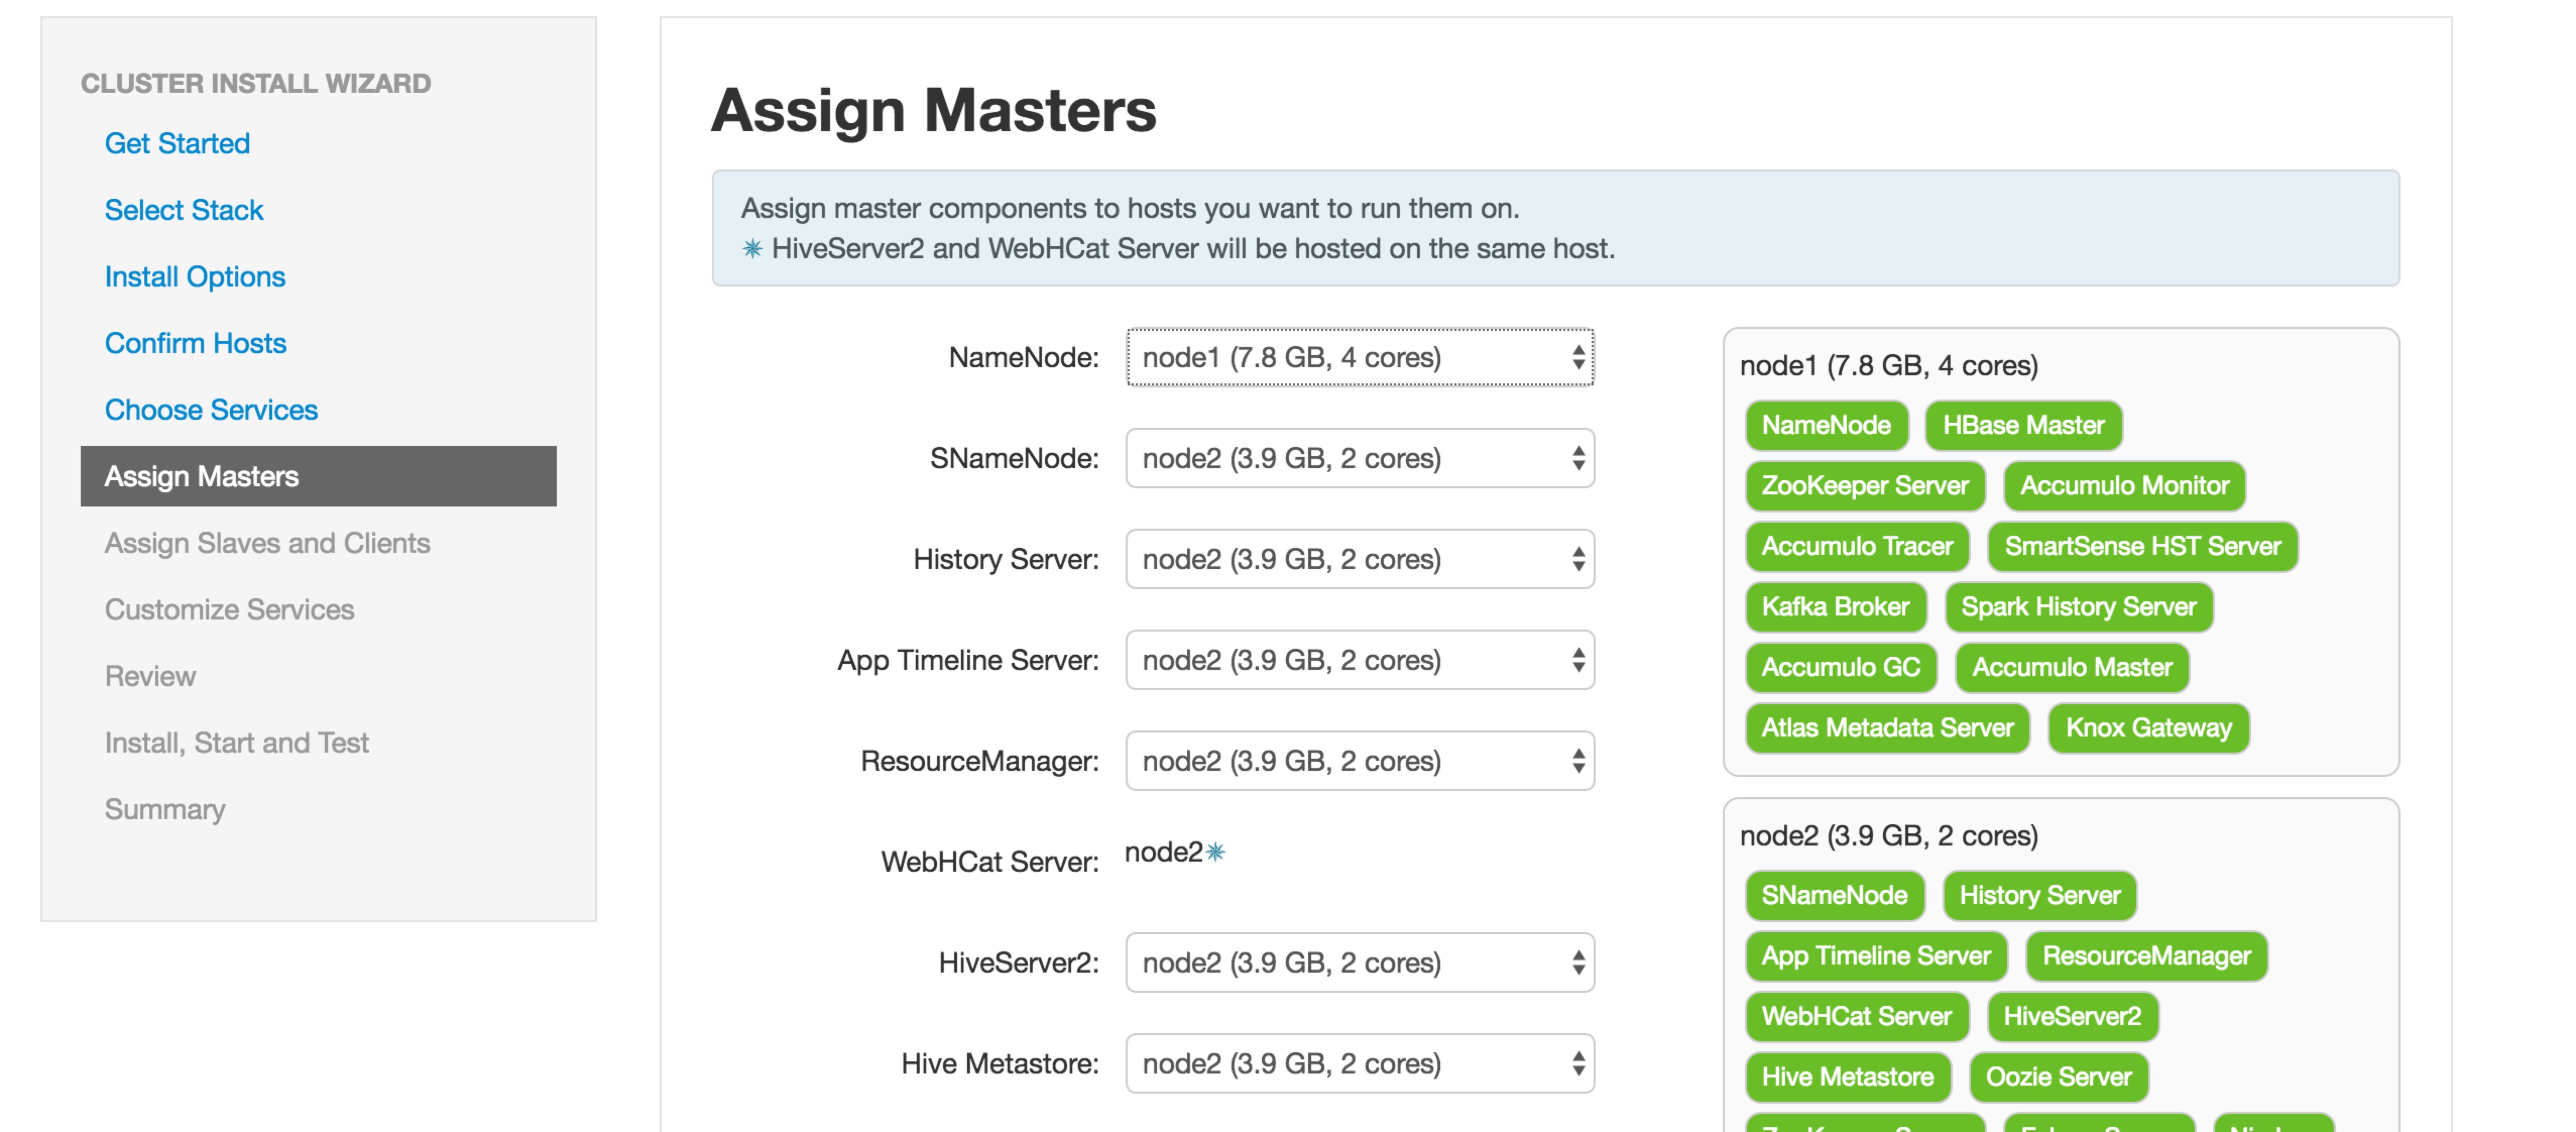 CLUSTER INSTALL WIZARD
Get Started
Select Stack
Install Options
Confirm Hosts
Choose Services
Assign Masters
Assign Slaves and Clients
Customize Services
Review
Install, Start and Test
Summary
Assign Masters
Assign master components to hosts you want to run them on.
✴ HiveServer2 and WebHCat Server will be hosted on the same host.
NameNode: node1 (7.8 GB, 4 cores)
SNameNode: node2 (3.9 GB, 2 cores)
History Server: node2 (3.9 GB, 2 cores)
App Timeline Server: node2 (3.9 GB, 2 cores)
ResourceManager: node2 (3.9 GB, 2 cores)
WebHCat Server: node2✴
HiveServer2: node2 (3.9 GB, 2 cores)
Hive Metastore: node2 (3.9 GB, 2 cores)
node1 (7.8 GB, 4 cores)
NameNode HBase Master
ZooKeeper Server Accumulo Monitor
Accumulo Tracer SmartSense HST Server
Kafka Broker Spark History Server
Accumulo GC Accumulo Master
Atlas Metadata Server Knox Gateway
node2 (3.9 GB, 2 cores)
SNameNode History Server
App Timeline Server ResourceManager
WebHCat Server HiveServer2
Hive Metastore Oozie Server